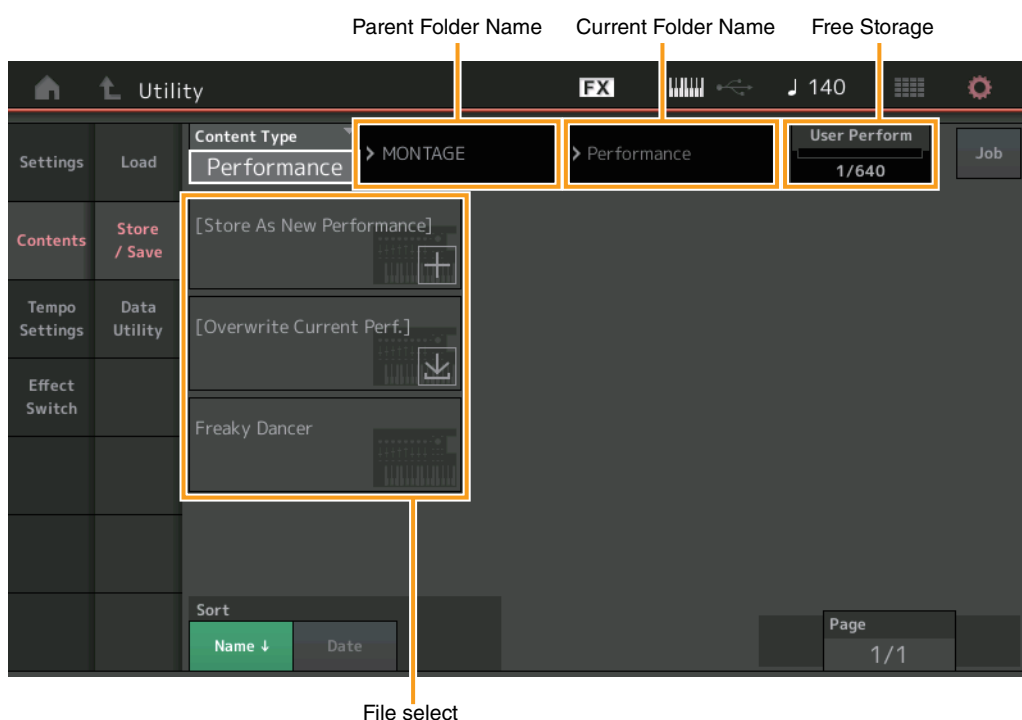 Parent Folder Name Current Folder Name Free Storage
Utility FX 140
Content Type
Performance
> MONTAGE
> Performance
User Perform
1/640
Job
Settings
Load
Contents
Store
/ Save
[Store As New Performance]
Tempo
Settings
Data
Utility
[Overwrite Current Perf.]
Effect
Switch
Freaky Dancer
Sort
Name ↓
Date
Page
1/1
File select